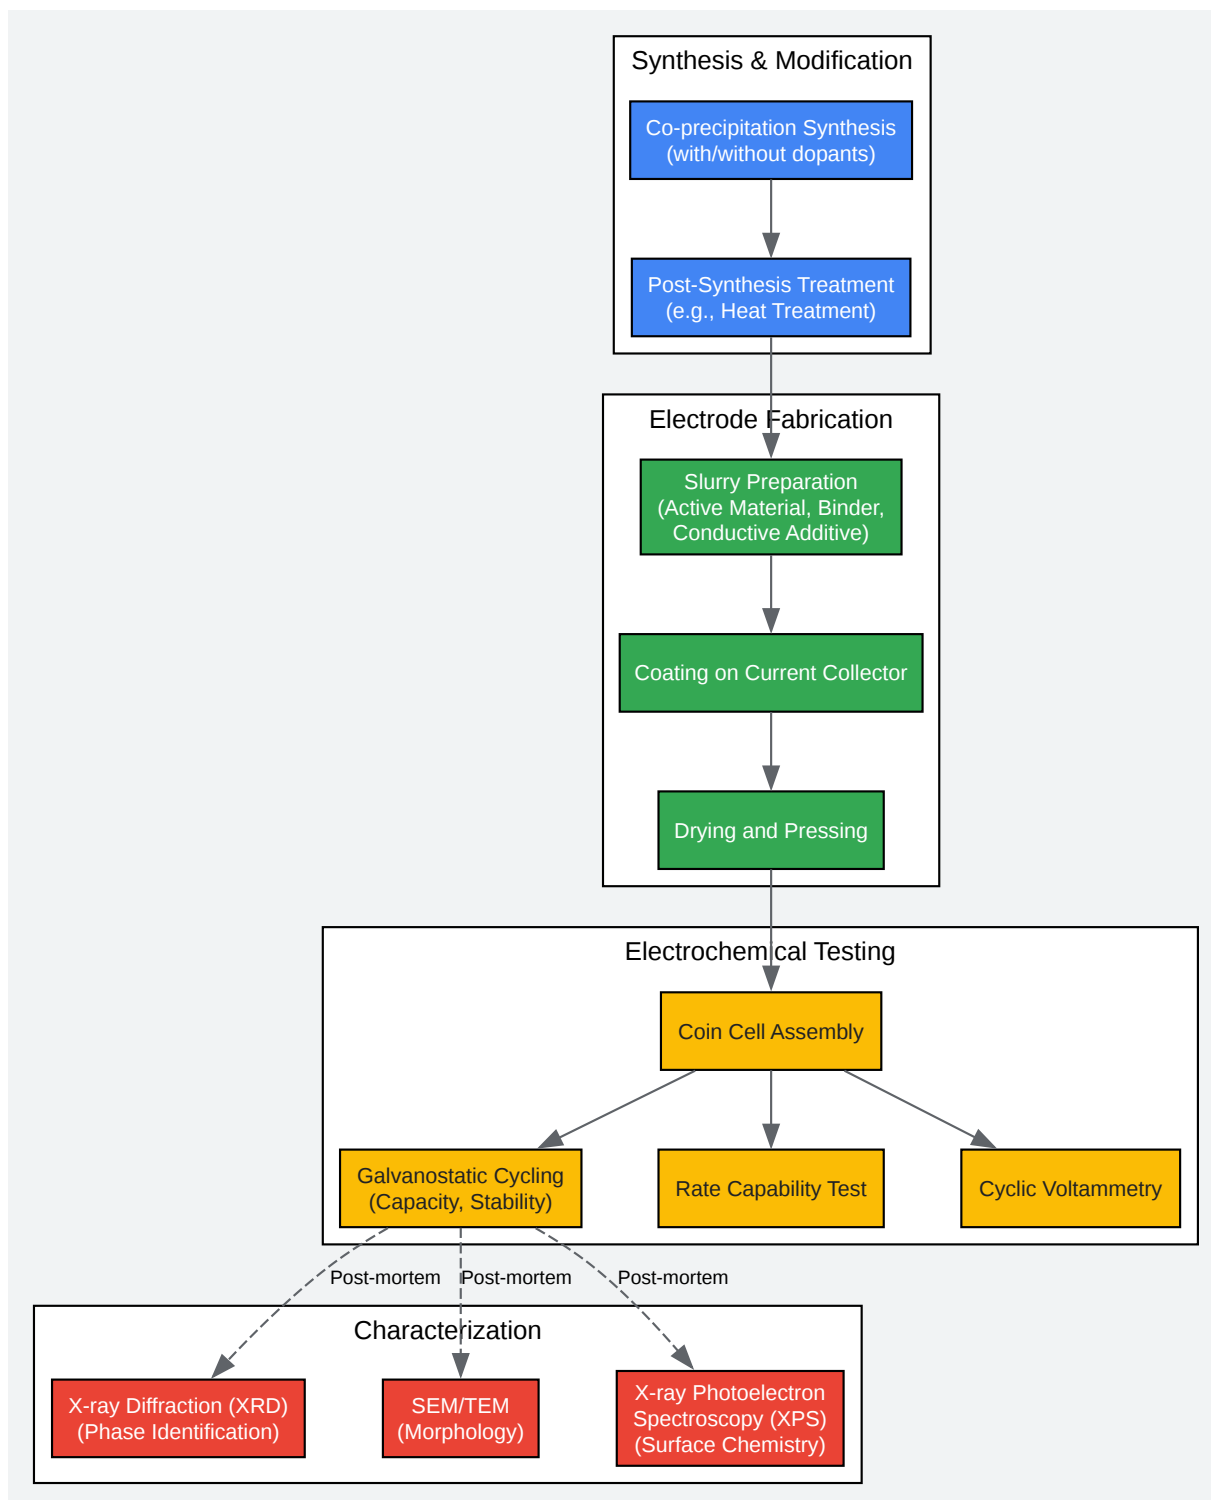 Synthesis & Modification
Co-precipitation Synthesis
(with/without dopants)
Post-Synthesis Treatment
(e.g., Heat Treatment)
Electrode Fabrication
Slurry Preparation
(Active Material, Binder,
Conductive Additive)
Coating on Current Collector
Drying and Pressing
Electrochemical Testing
Coin Cell Assembly
Galvanostatic Cycling
(Capacity, Stability)
Rate Capability Test
Cyclic Voltammetry
Post-mortem
Post-mortem
Post-mortem
Characterization
X-ray Diffraction (XRD)
(Phase Identification)
SEM/TEM
(Morphology)
X-ray Photoelectron
Spectroscopy (XPS)
(Surface Chemistry)